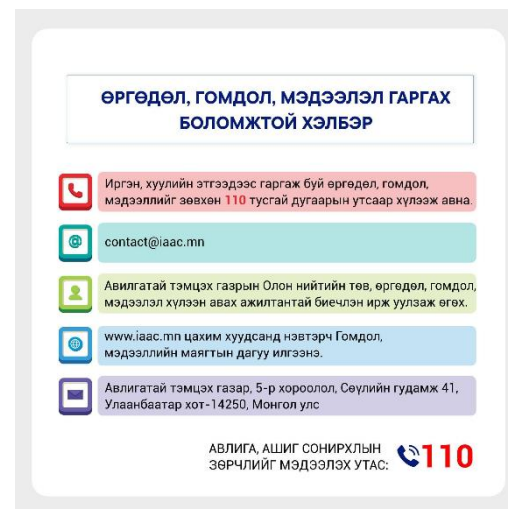 ӨРГӨДӨЛ, ГОМДОЛ, МЭДЭЭЛЭЛ ГАРГАХ
БОЛОМЖТОЙ ХЭЛБЭР
Иргэн, хуулийн этгээдээс гаргаж буй өргөдөл, гомдол,
мэдээллийг зөвхөн 110 тусгай дугаарын утсаар хүлээж авна.
@
contact@iaac.mn
Авилгатай тэмцэх газрын Олон нийтийн төв, өргөдөл, гомдол,
мэдээлэл хүлээн авах ажилтантай биечлэн ирж уулзаж өгөх.
www.iaac.mn цахим хуудсанд нэвтэрч Гомдол,
мэдээллийн маягтын дагуу илгээнэ.
Авлигатай тэмцэх газар, 5-р хороолол, Сөүлийн гудамж 41,
Улаанбаатар хот-14250, Монгол улс
АВЛИГА, АШИГ СОНИРХЛЫН
ЗӨРЧЛИЙГ МЭДЭЭЛЭХ УТАС: 110